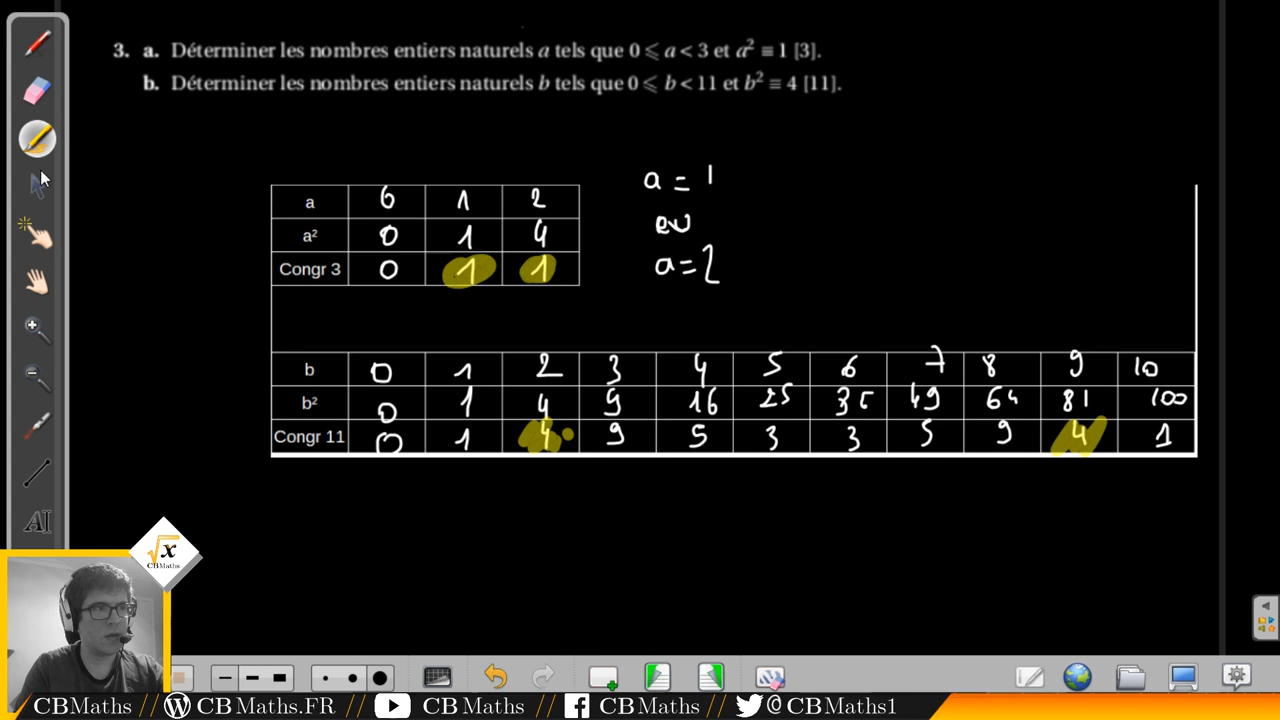 3. a. Déterminer les nombres entiers naturels a tels que 0 ⩽ a < 3 et a² ≡ 1 [3].
b. Déterminer les nombres entiers naturels b tels que 0 ⩽ b < 11 et b² ≡ 4 [11].
a 0 1 2
a² 0 1 4
Congr 3 0 1 1
a = 1
ou
a = 2
b 0 1 2 3 4 5 6 7 8 9 10
b² 0 1 4 9 16 25 36 49 64 81 100
Congr 11 0 1 4 9 5 3 3 5 9 4 1
AI
√x
CBMaths
CBMaths CBMaths.FR CBMaths CBMaths @CBMaths1